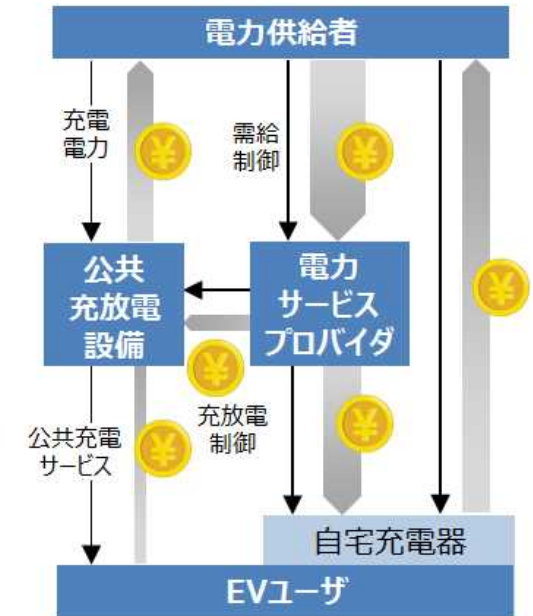 電力供給者
充電
電力
¥
需給
制御
¥
公共
充放電
設備
電力
サービス
プロバイダ
¥
¥
充放電
制御
¥
公共充電
サービス
¥
自宅充電器
EVユーザ